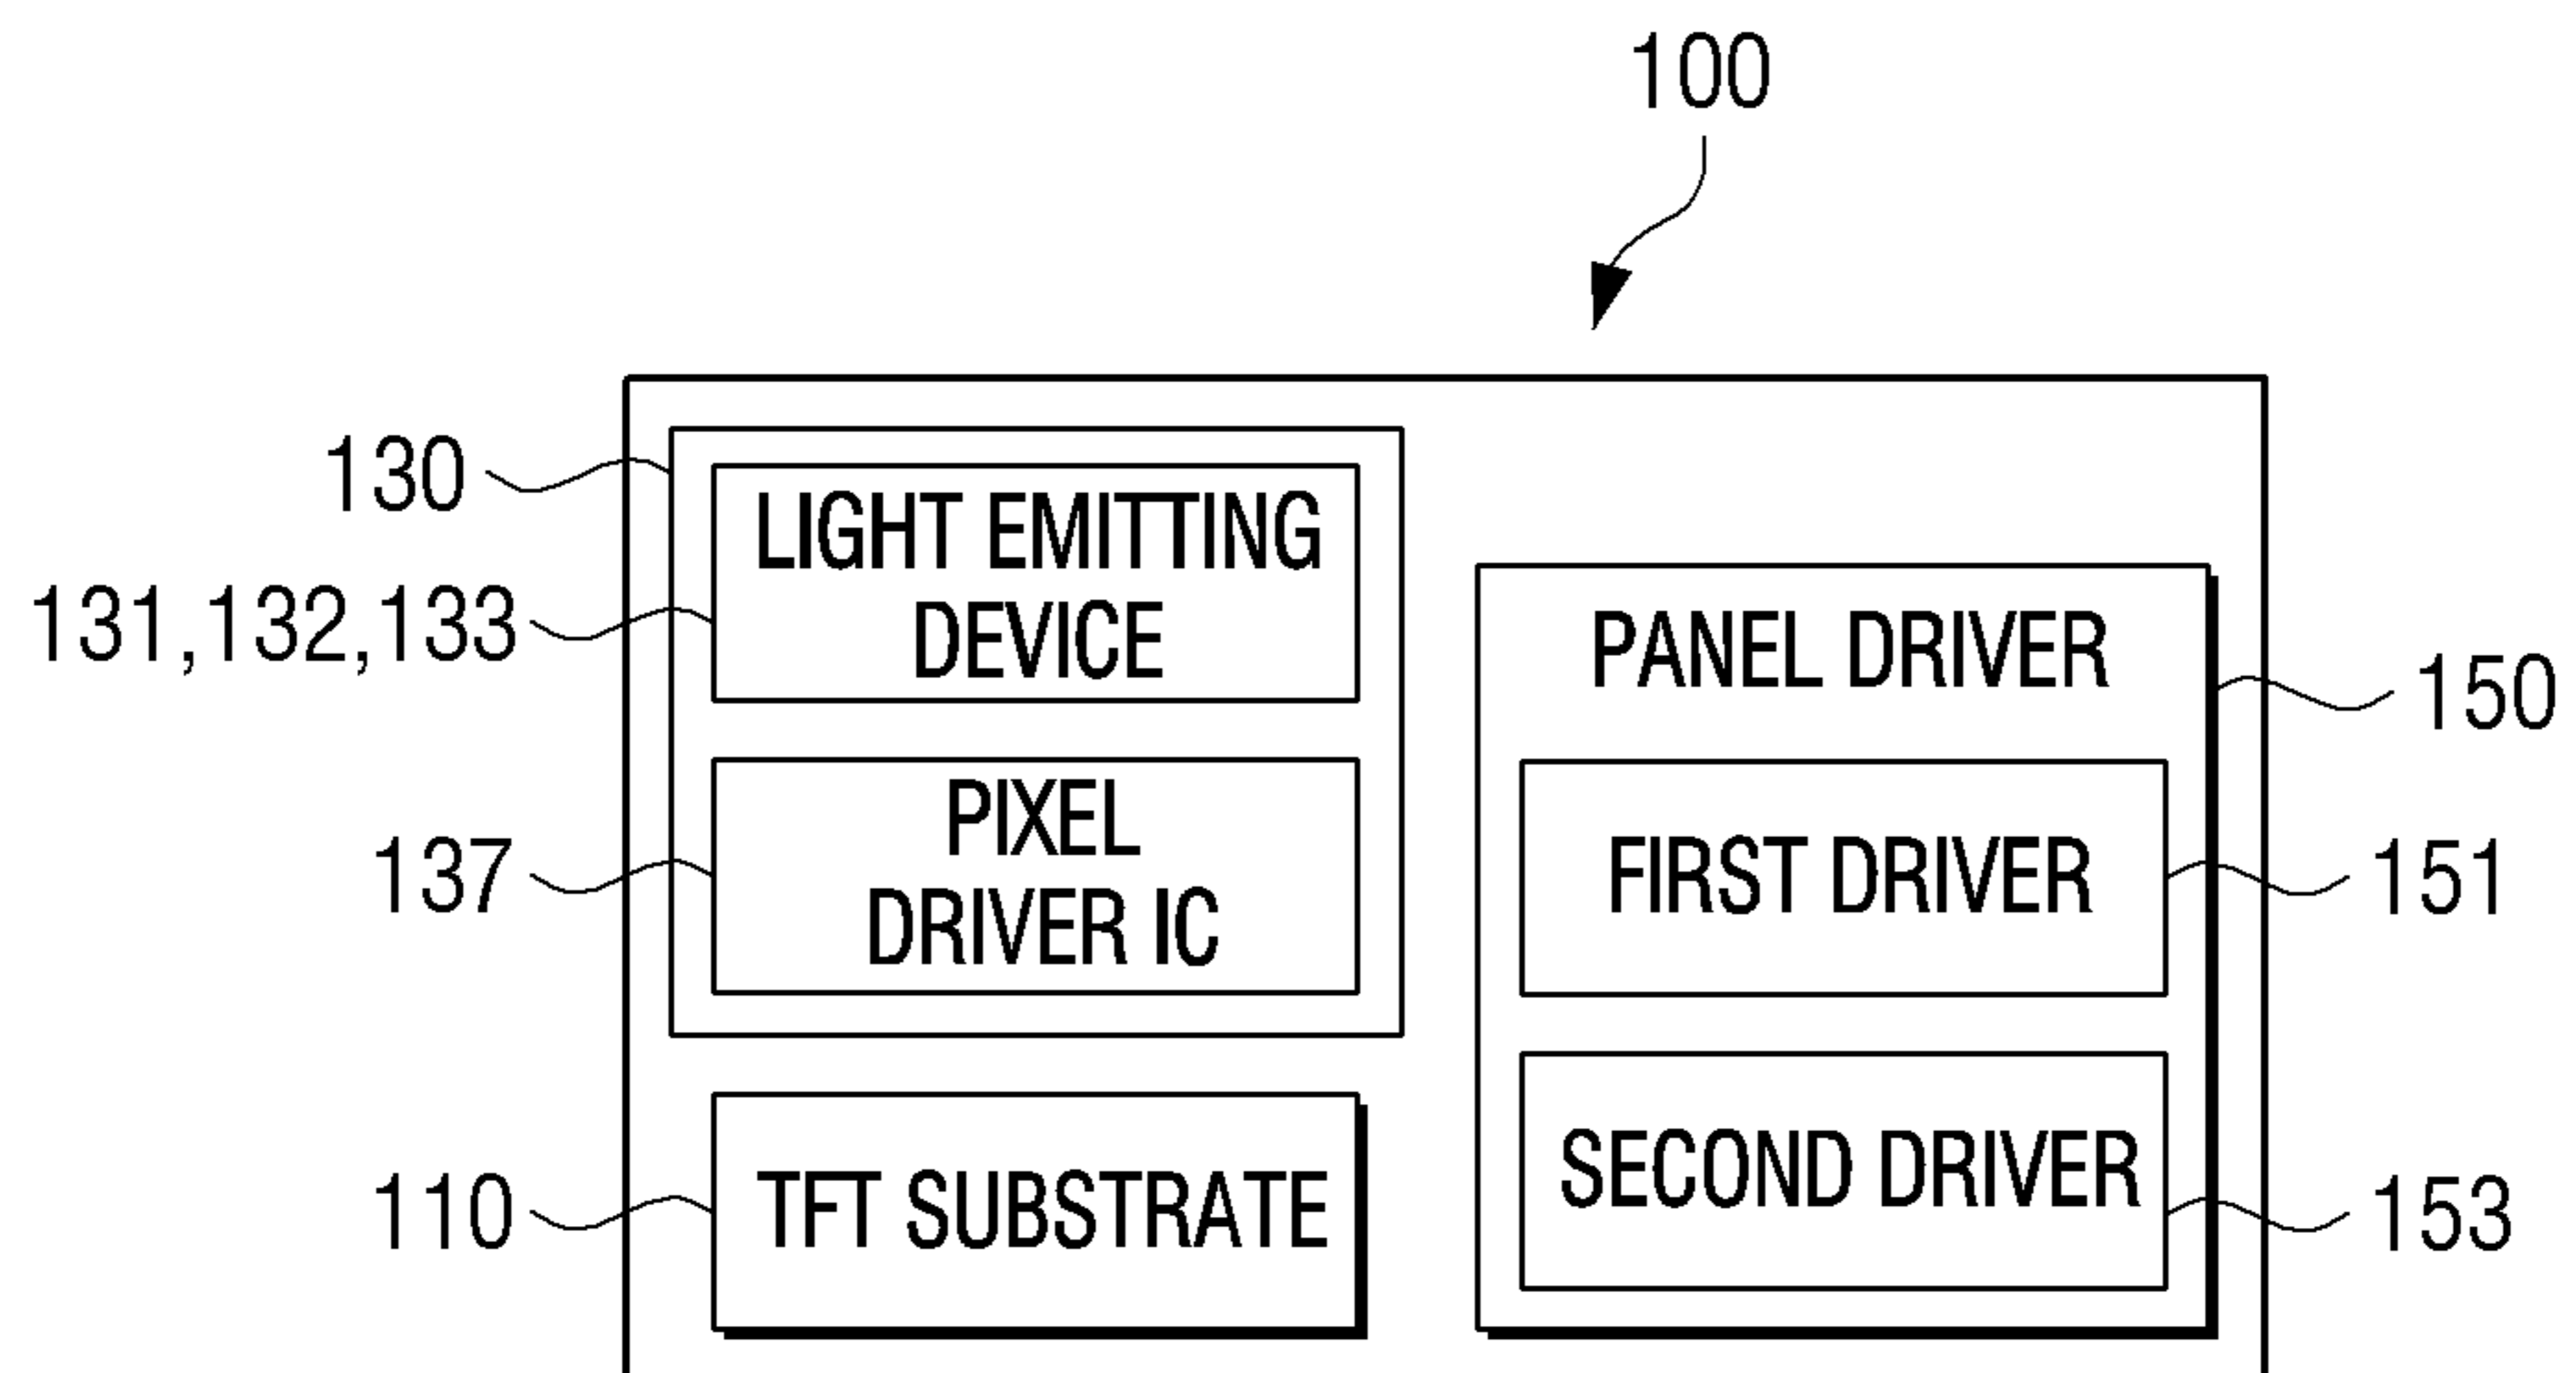 100
130
LIGHT EMITTING
DEVICE
131,132,133
PANEL DRIVER
150
PIXEL
DRIVER IC
137
FIRST DRIVER
151
TFT SUBSTRATE
110
SECOND DRIVER
153